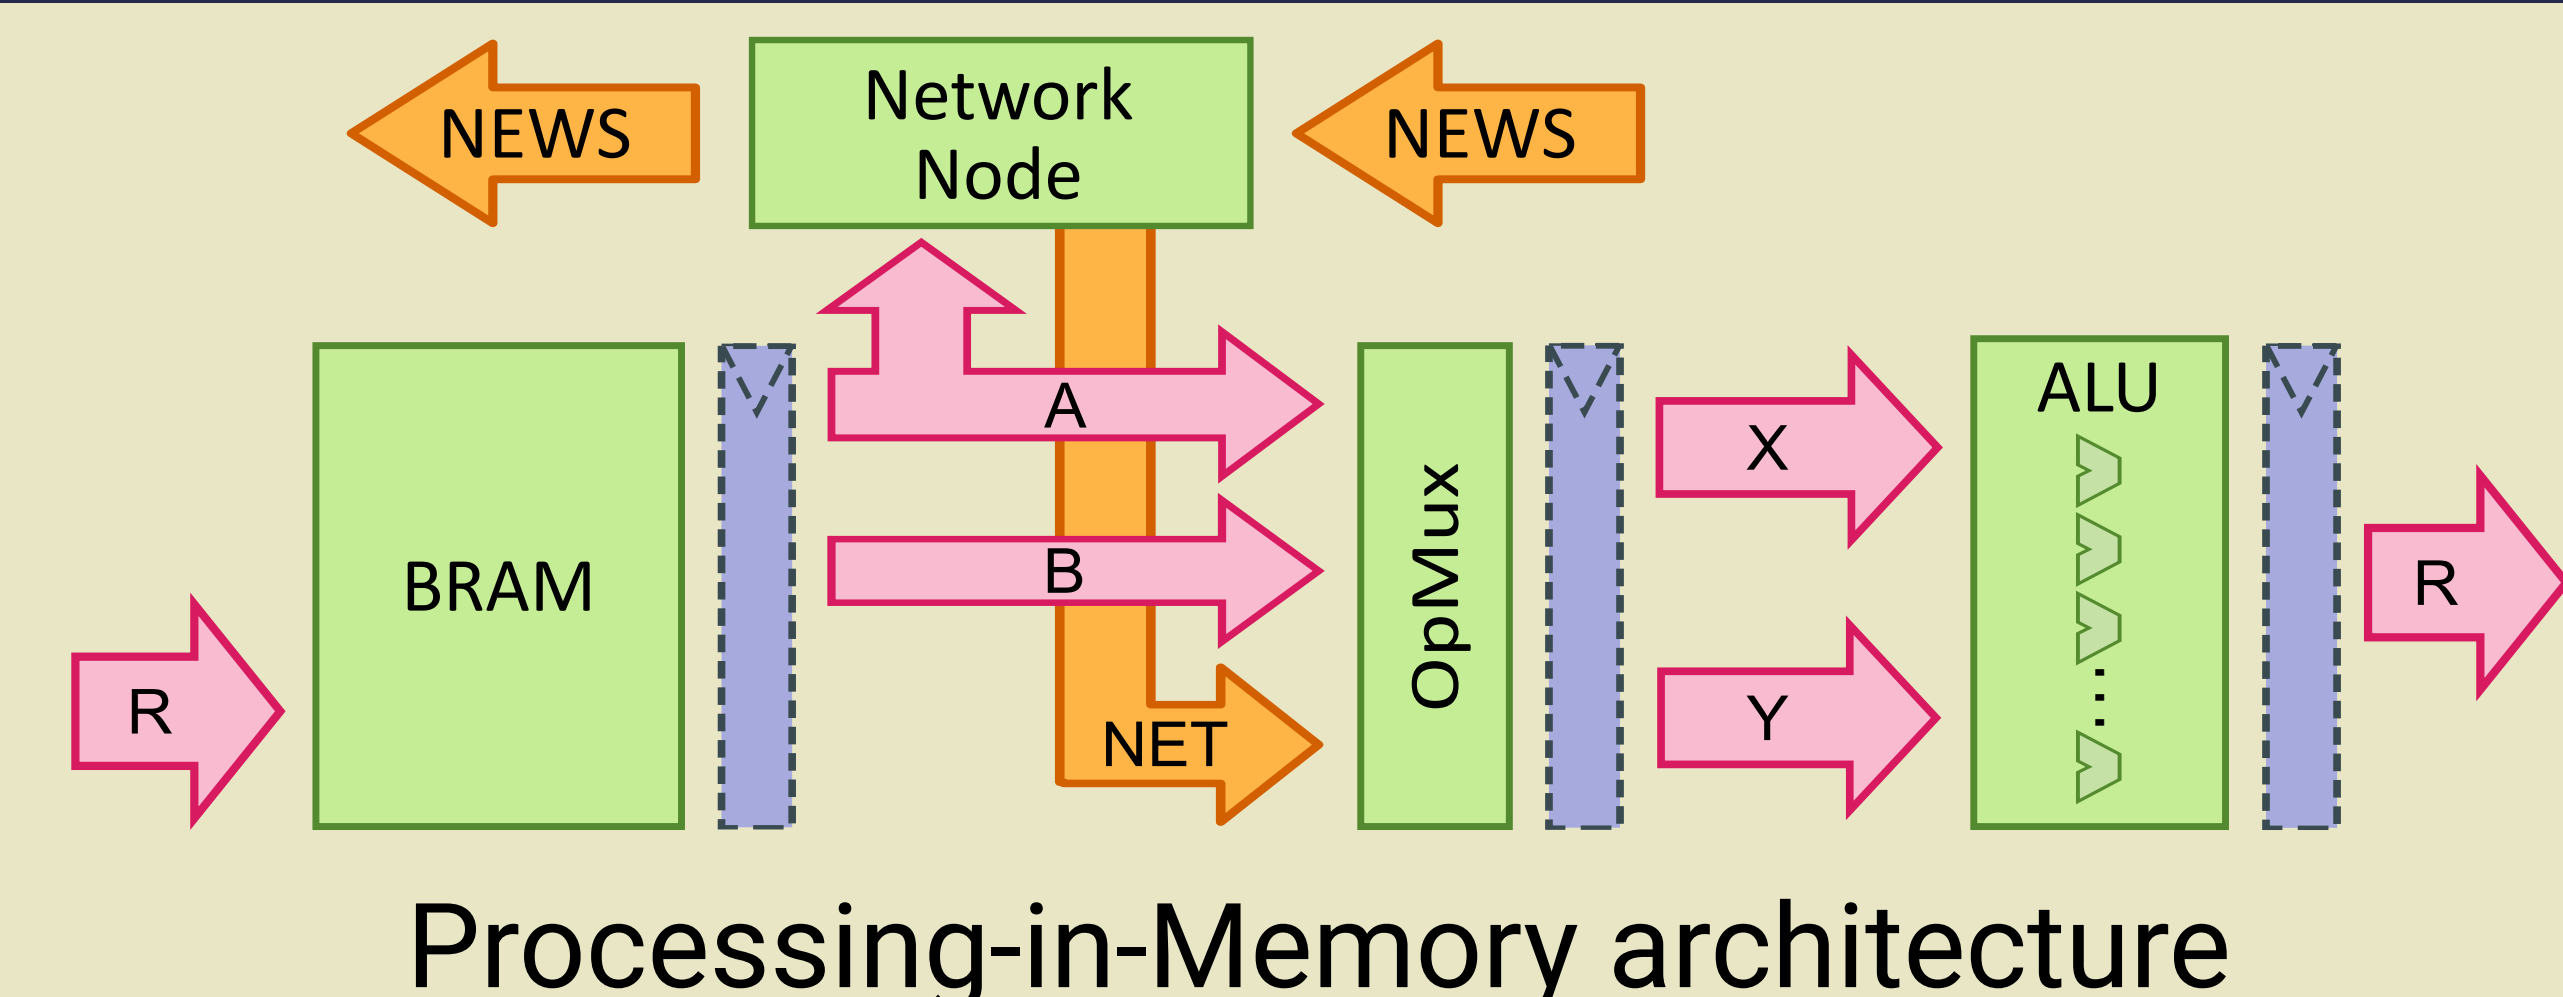 NEWS
Network
Node
NEWS
A
B
NET
R
BRAM
OpMux
X
Y
ALU
R
Processing-in-Memory architecture